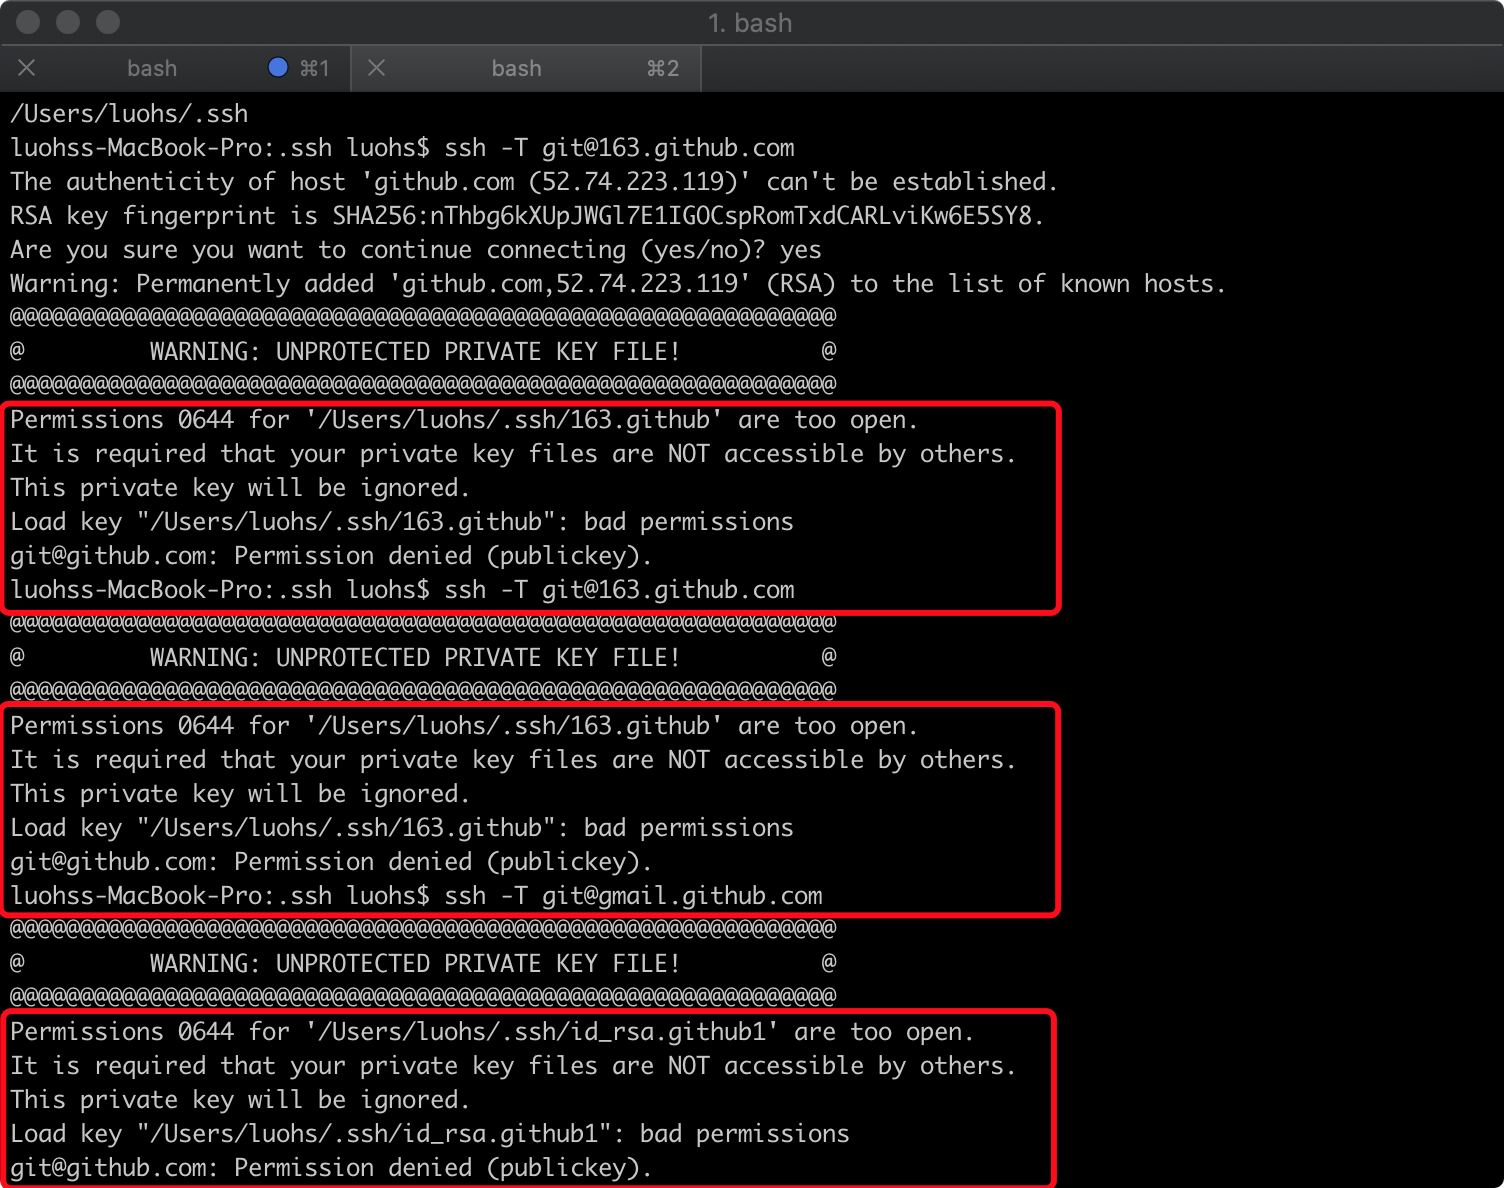 1. bash
bash ⌘1 bash ⌘2
/Users/luohs/.ssh
luohss-MacBook-Pro:.ssh luohs$ ssh -T git@163.github.com
The authenticity of host 'github.com (52.74.223.119)' can't be established.
RSA key fingerprint is SHA256:nThbg6kXUpJWGl7E1IGOCspRomTxdCARLviKw6E5SY8.
Are you sure you want to continue connecting (yes/no)? yes
Warning: Permanently added 'github.com,52.74.223.119' (RSA) to the list of known hosts.
@@@@@@@@@@@@@@@@@@@@@@@@@@@@@@@@@@@@@@@@@@@@@@@@@@@@@@@@@@@
@         WARNING: UNPROTECTED PRIVATE KEY FILE!          @
@@@@@@@@@@@@@@@@@@@@@@@@@@@@@@@@@@@@@@@@@@@@@@@@@@@@@@@@@@@
Permissions 0644 for '/Users/luohs/.ssh/163.github' are too open.
It is required that your private key files are NOT accessible by others.
This private key will be ignored.
Load key "/Users/luohs/.ssh/163.github": bad permissions
git@github.com: Permission denied (publickey).
luohss-MacBook-Pro:.ssh luohs$ ssh -T git@163.github.com
@@@@@@@@@@@@@@@@@@@@@@@@@@@@@@@@@@@@@@@@@@@@@@@@@@@@@@@@@@@
@         WARNING: UNPROTECTED PRIVATE KEY FILE!          @
@@@@@@@@@@@@@@@@@@@@@@@@@@@@@@@@@@@@@@@@@@@@@@@@@@@@@@@@@@@
Permissions 0644 for '/Users/luohs/.ssh/163.github' are too open.
It is required that your private key files are NOT accessible by others.
This private key will be ignored.
Load key "/Users/luohs/.ssh/163.github": bad permissions
git@github.com: Permission denied (publickey).
luohss-MacBook-Pro:.ssh luohs$ ssh -T git@gmail.github.com
@@@@@@@@@@@@@@@@@@@@@@@@@@@@@@@@@@@@@@@@@@@@@@@@@@@@@@@@@@@
@         WARNING: UNPROTECTED PRIVATE KEY FILE!          @
@@@@@@@@@@@@@@@@@@@@@@@@@@@@@@@@@@@@@@@@@@@@@@@@@@@@@@@@@@@
Permissions 0644 for '/Users/luohs/.ssh/id_rsa.github1' are too open.
It is required that your private key files are NOT accessible by others.
This private key will be ignored.
Load key "/Users/luohs/.ssh/id_rsa.github1": bad permissions
git@github.com: Permission denied (publickey).